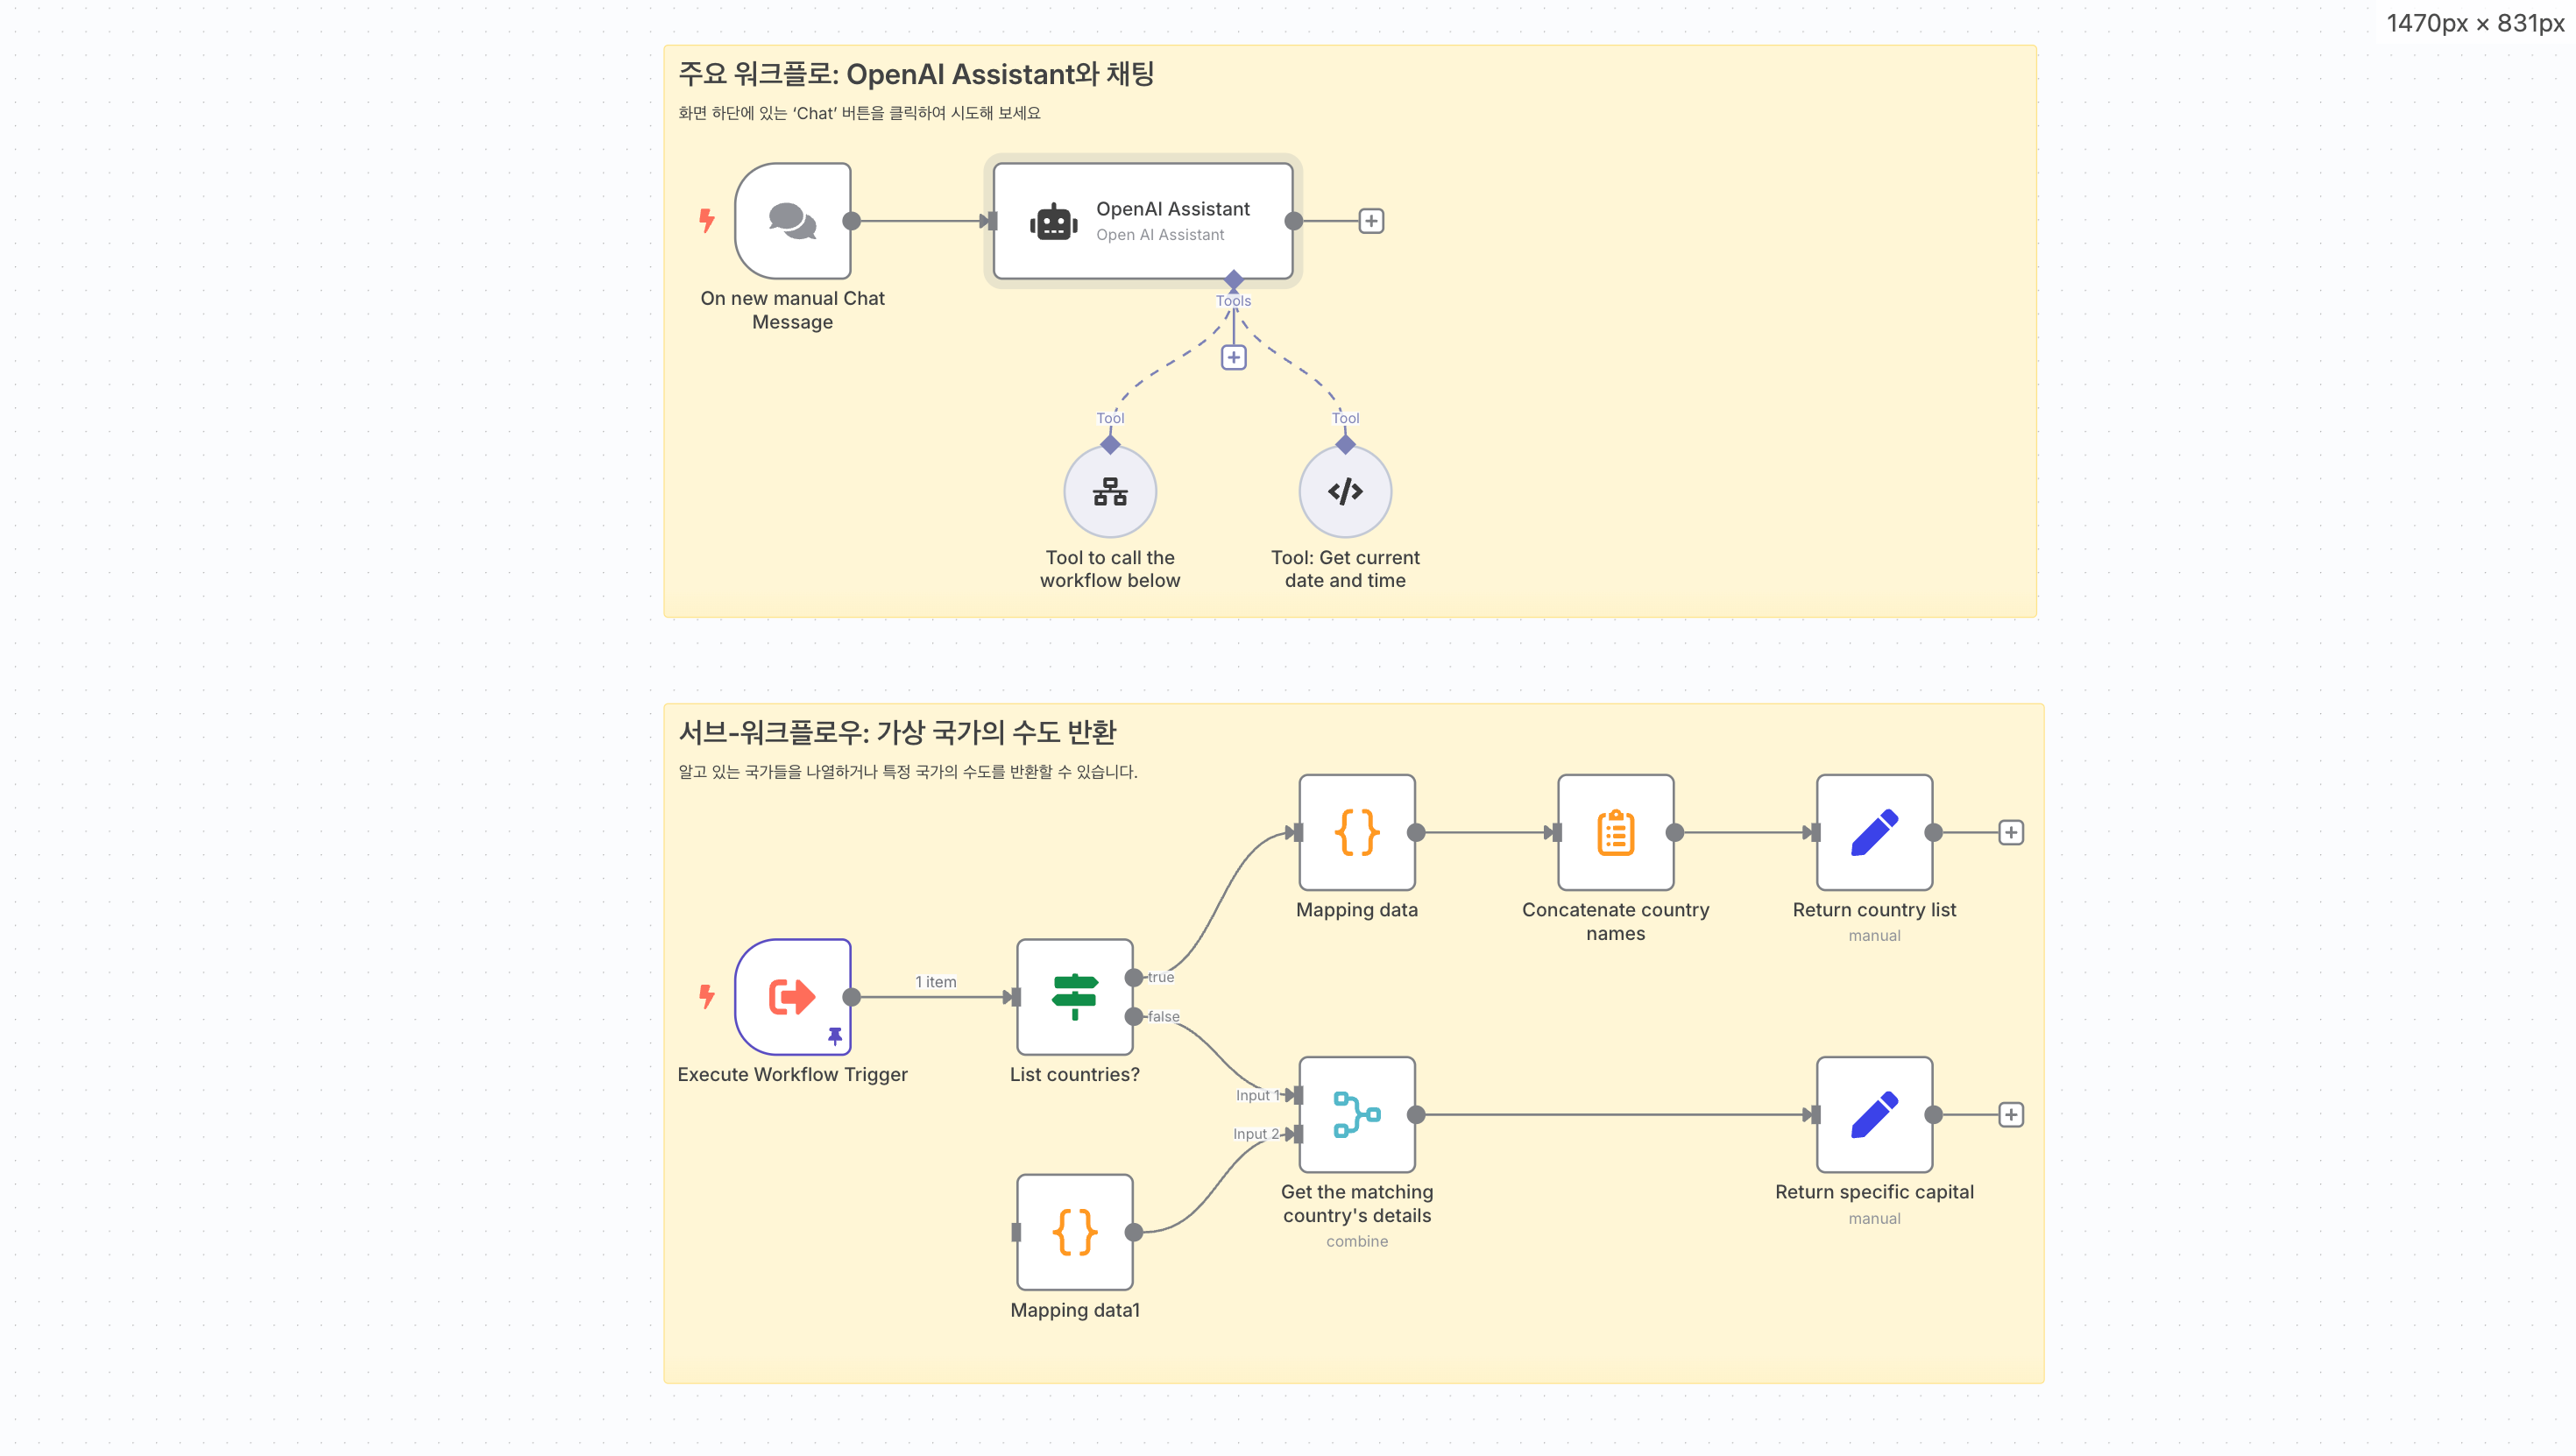 1470px × 831px
주요 워크플로: OpenAI Assistant와 채팅
화면 하단에 있는 ‘Chat’ 버튼을 클릭하여 시도해 보세요
OpenAI Assistant
Open AI Assistant
On new manual Chat
Message
Tools
Tool
Tool
Tool to call the
workflow below
Tool: Get current
date and time
서브-워크플로우: 가상 국가의 수도 반환
알고 있는 국가들을 나열하거나 특정 국가의 수도를 반환할 수 있습니다.
Mapping data
Concatenate country
names
Return country list
manual
1 item
true
false
Execute Workflow Trigger
List countries?
Input 1
Input 2
Get the matching
country's details
combine
Return specific capital
manual
Mapping data1